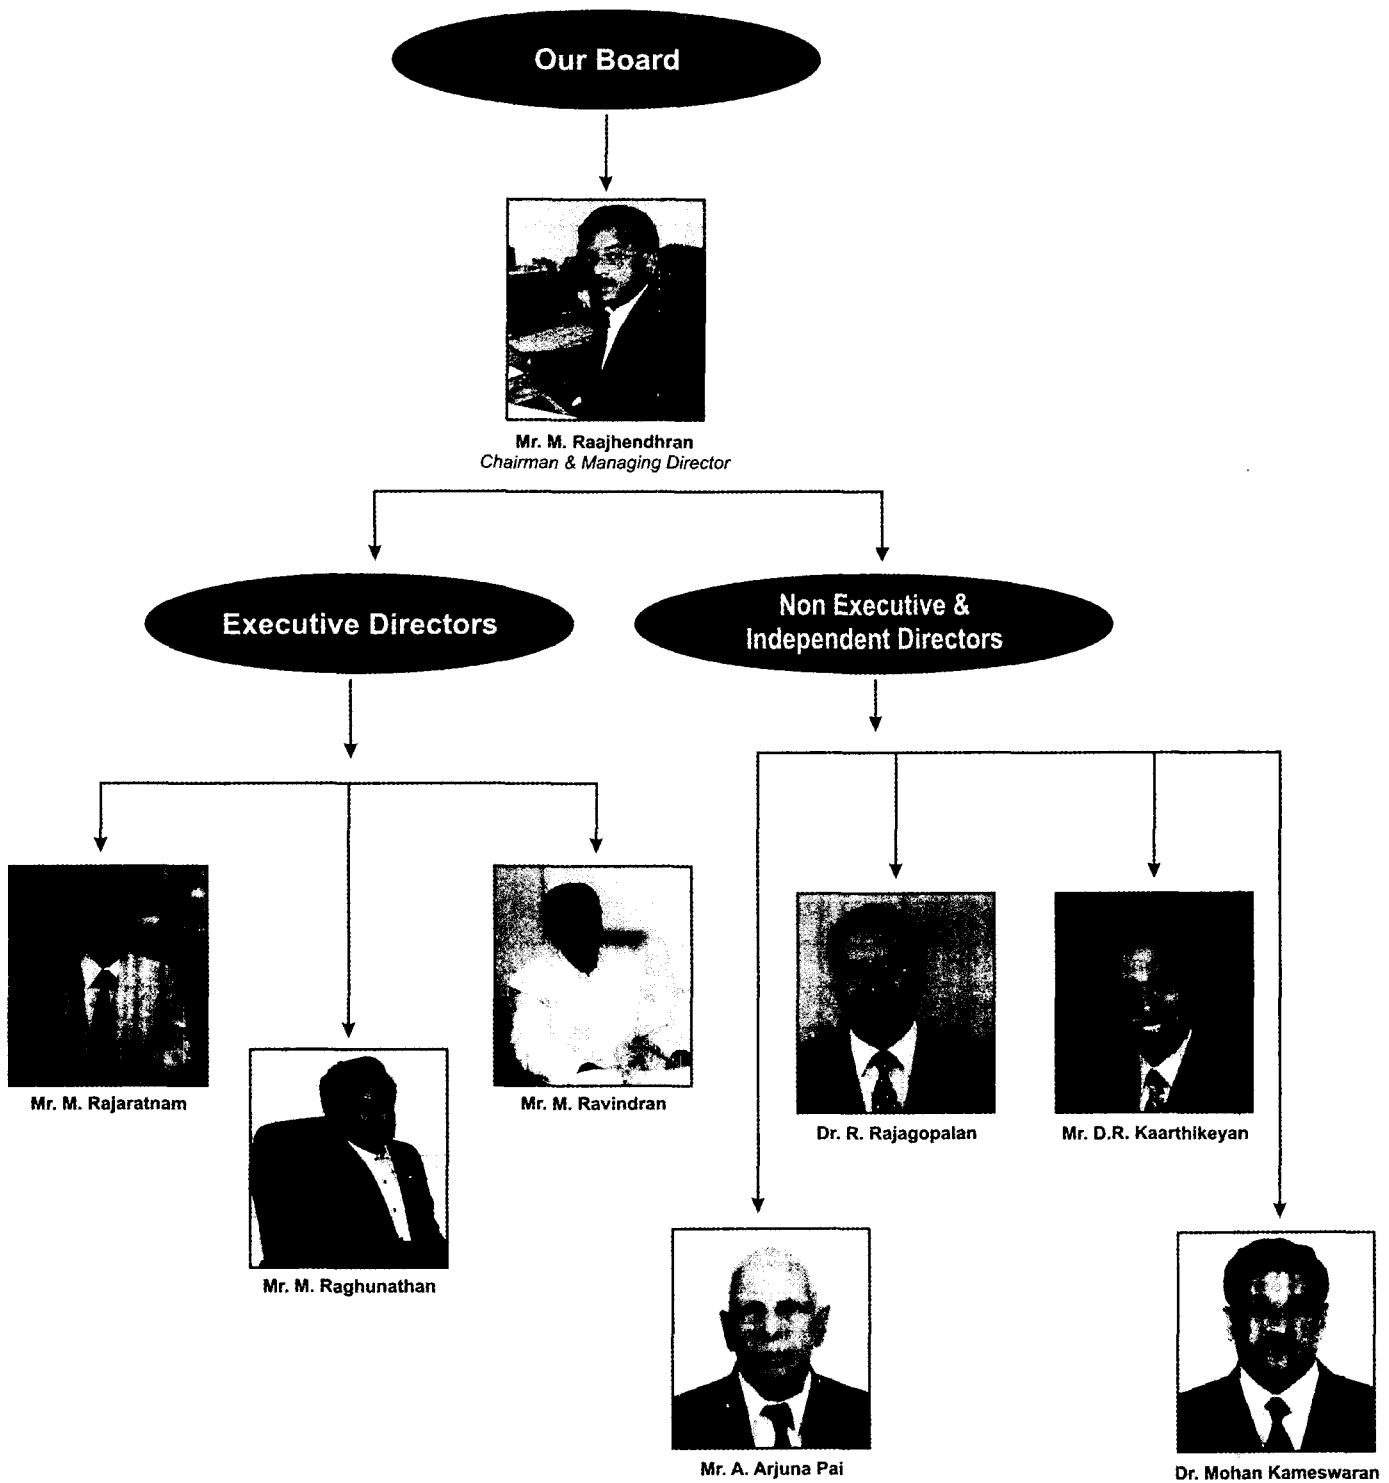 Our Board
Mr. M. Raajhendhran
Chairman & Managing Director
Executive Directors
Non Executive &
Independent Directors
Mr. M. Rajaratnam
Mr. M. Raghunathan
Mr. M. Ravindran
Dr. R. Rajagopalan
Mr. D.R. Kaarthikeyan
Mr. A. Arjuna Pai
Dr. Mohan Kameswaran